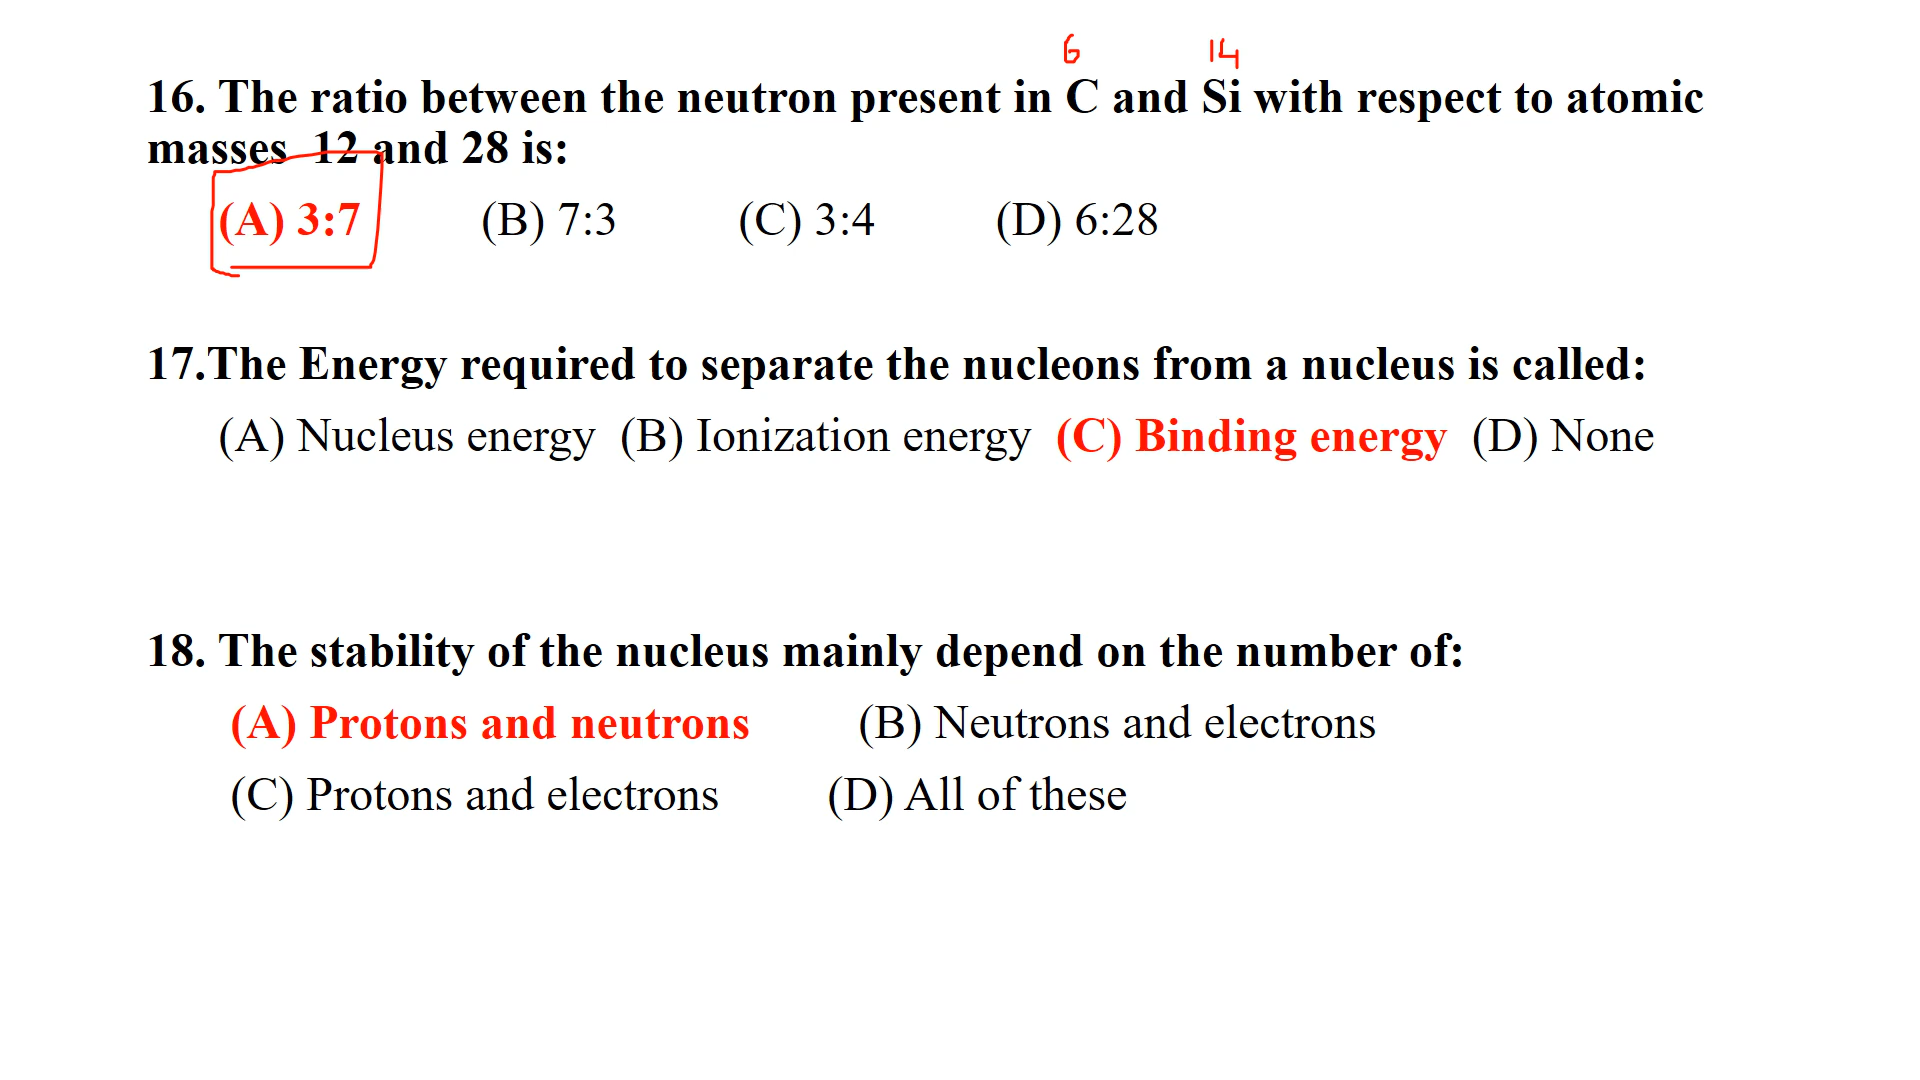 6 14
16. The ratio between the neutron present in C and Si with respect to atomic
masses 12 and 28 is:
(A) 3:7 (B) 7:3 (C) 3:4 (D) 6:28
17.The Energy required to separate the nucleons from a nucleus is called:
(A) Nucleus energy (B) Ionization energy (C) Binding energy (D) None
18. The stability of the nucleus mainly depend on the number of:
(A) Protons and neutrons (B) Neutrons and electrons
(C) Protons and electrons (D) All of these